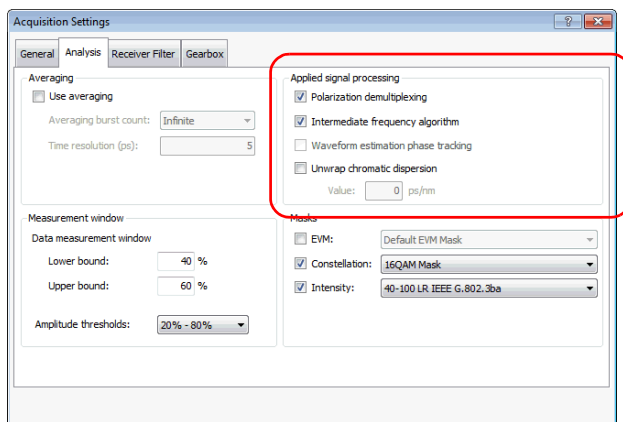 Acquisition Settings
General Analysis Receiver Filter Gearbox
Averaging
Use averaging
Averaging burst count: Infinite
Time resolution (ps): 5
Applied signal processing
Polarization demultiplexing
Intermediate frequency algorithm
Waveform estimation phase tracking
Unwrap chromatic dispersion
Value: 0 ps/nm
Measurement window
Data measurement window
Lower bound: 40 %
Upper bound: 60 %
Amplitude thresholds: 20% - 80%
Masks
EVM: Default EVM Mask
Constellation: 16QAM Mask
Intensity: 40-100 LR IEEE G.802.3ba